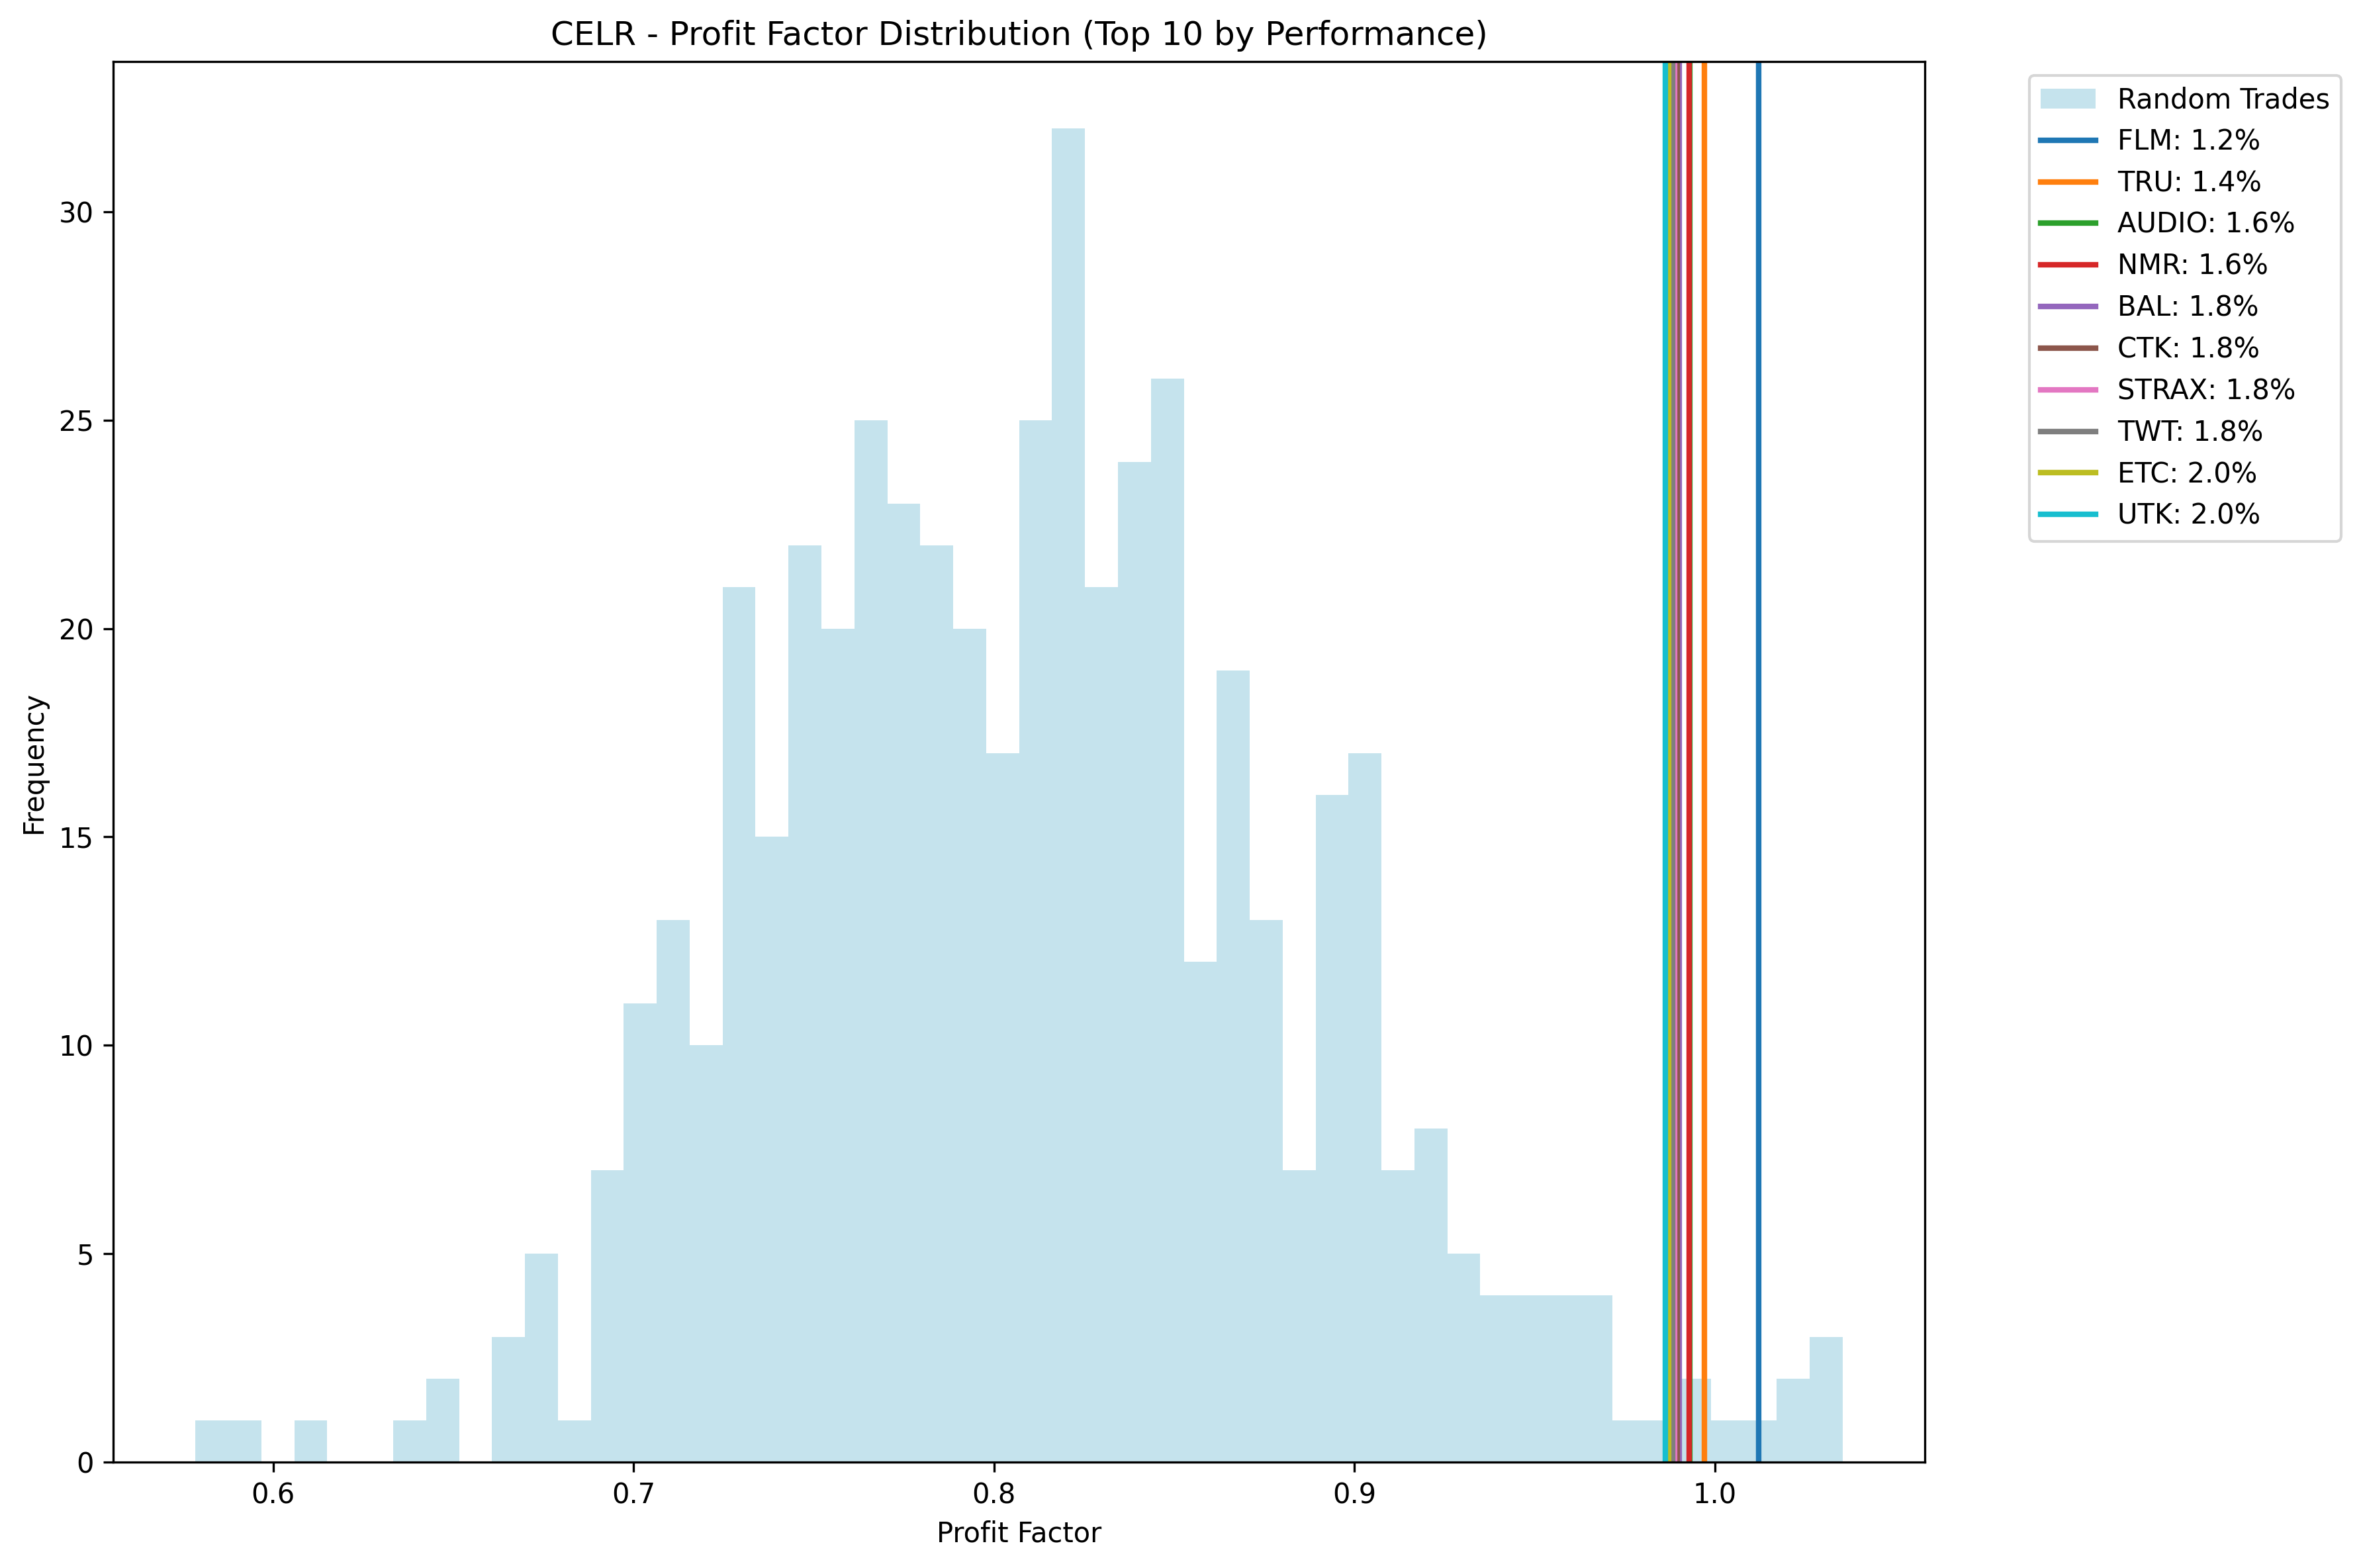 CELR - Profit Factor Distribution (Top 10 by Performance)
Random Trades
FLM: 1.2%
TRU: 1.4%
AUDIO: 1.6%
NMR: 1.6%
BAL: 1.8%
CTK: 1.8%
STRAX: 1.8%
TWT: 1.8%
ETC: 2.0%
UTK: 2.0%
Frequency
30
25
20
15
10
5
0
0.6 0.7 0.8 0.9 1.0
Profit Factor